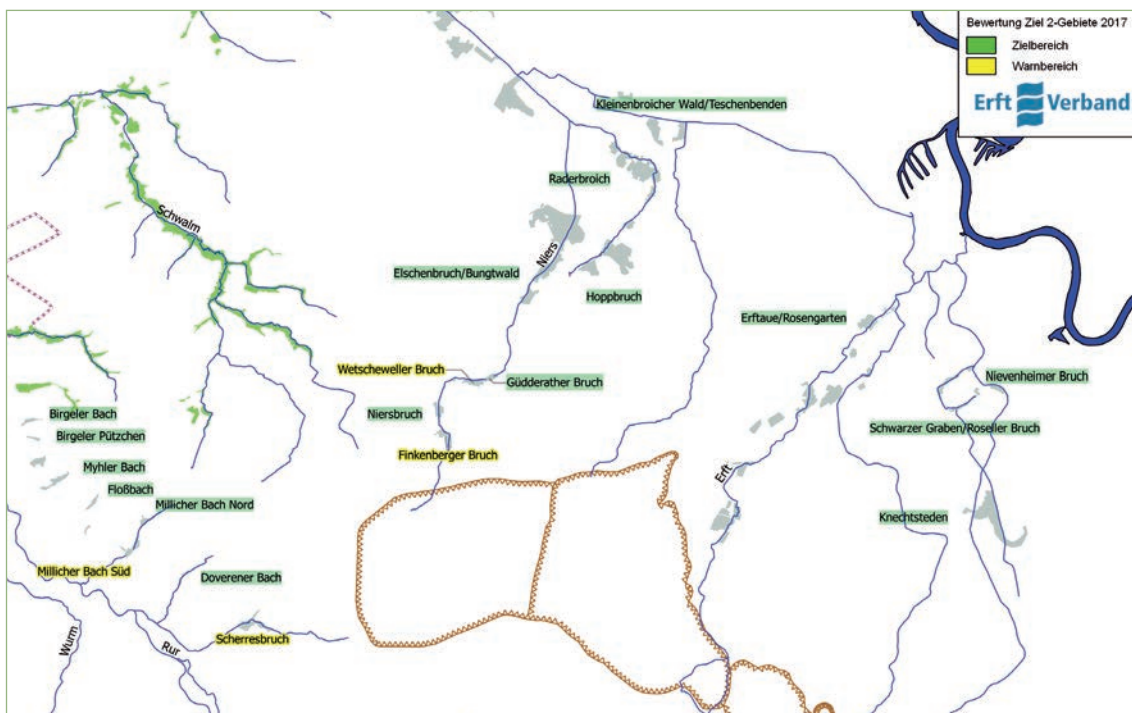 Bewertung Ziel 2-Gebiete 2017
Zielbereich
Warnbereich
Erft Verband
Kleinenbroicher Wald/Teschenbenden
Raderbroich
Schwalm
Niers
Elschenbruch/Bungtwald
Hoppbruch
Erftaue/Rosengarten
Wetscheweller Bruch
Güdderather Bruch
Nievenheimer Bruch
Birgeler Bach
Niersbruch
Birgeler Pützchen
Schwarzer Graben/Roseller Bruch
Finkenberger Bruch
Myhler Bach
Erft
Floßbach
Millicher Bach Nord
Knechtsteden
Millicher Bach Süd
Doverener Bach
Wurm
Rur
Scherresbruch